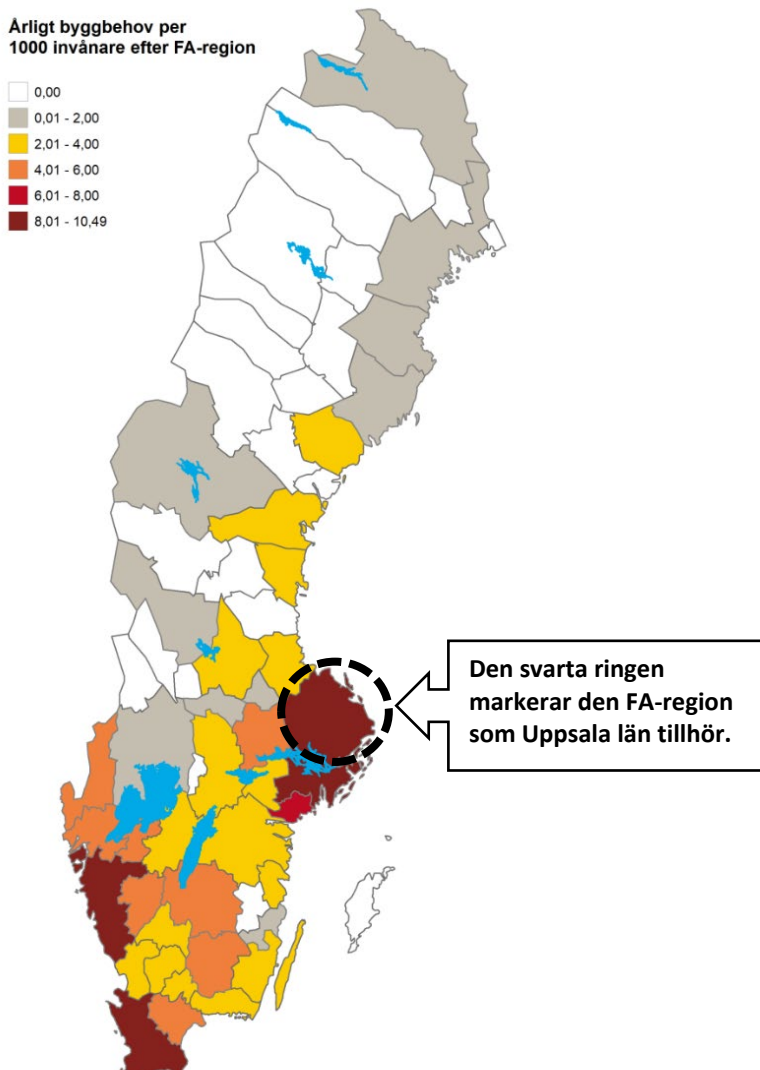 Årligt byggbehov per
1000 invånare efter FA-region
0,00
0,01 - 2,00
2,01 - 4,00
4,01 - 6,00
6,01 - 8,00
8,01 - 10,49
Den svarta ringen
markerar den FA-region
som Uppsala län tillhör.